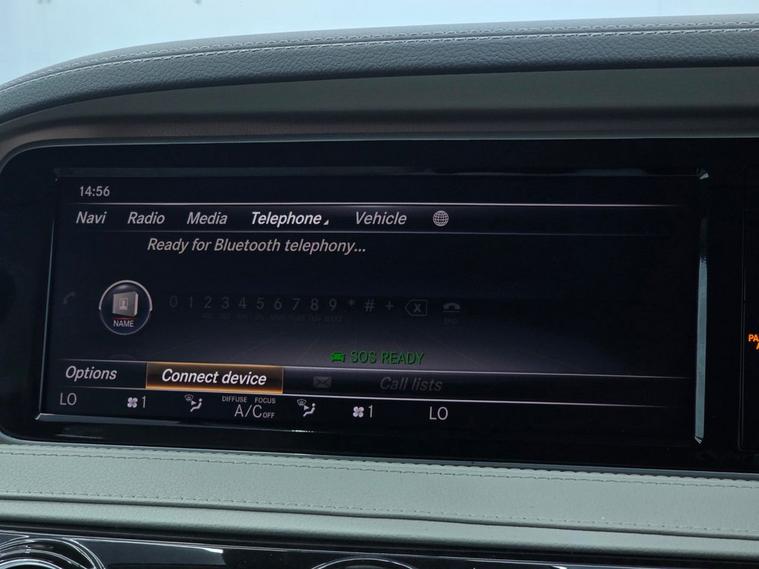 14:56
Navi Radio Media Telephone Vehicle
Ready for Bluetooth telephony...
NAME
0 1 2 3 4 5 6 7 8 9 * # +
END
SOS READY
Options Connect device Call lists
DIFFUSE FOCUS
LO 1 A/C OFF 1 LO